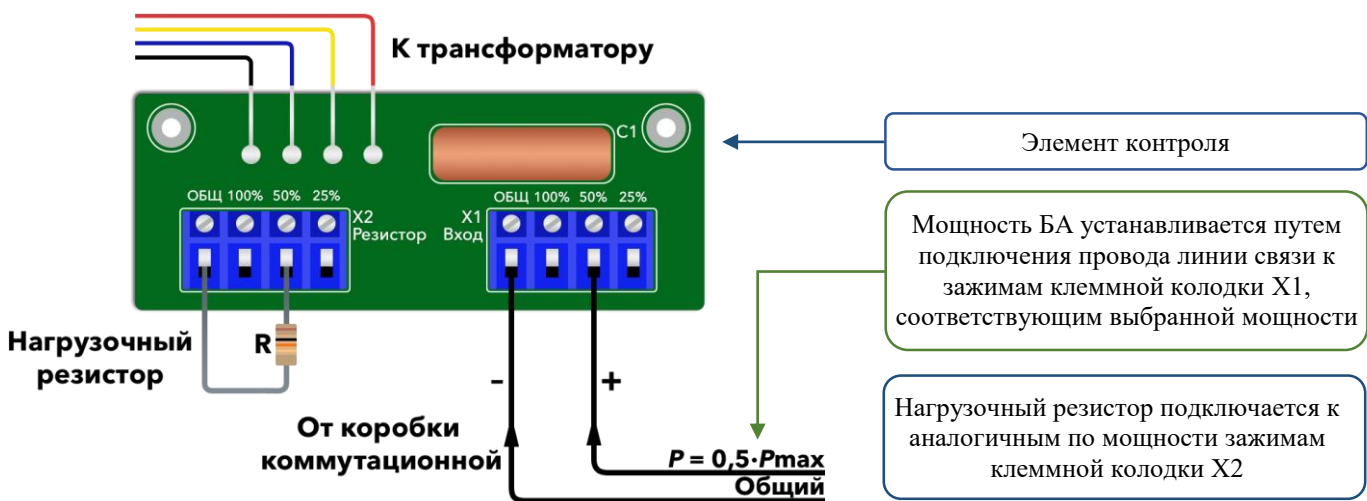 К трансформатору
C1
ОБЩ 100% 50% 25%
X2
Резистор
ОБЩ 100% 50% 25%
X1
Вход
Нагрузочный
резистор
R
-
+
От коробки
коммутационной
P = 0,5·Pmax
Общий
Элемент контроля
Мощность БА устанавливается путем
подключения провода линии связи к
зажимам клеммной колодки X1,
соответствующим выбранной мощности
Нагрузочный резистор подключается к
аналогичным по мощности зажимам
клеммной колодки X2